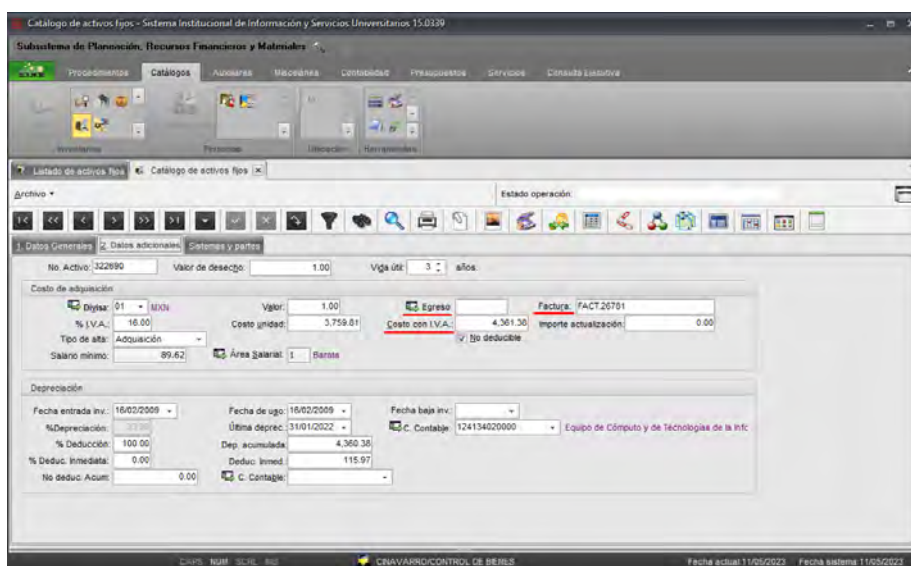 Catálogo de activos fijos - Sistema Institucional de Información y Servicios Universitarios 15.0339
Subsistema de Planeación, Recursos Financieros y Materiales
Procedimientos Catálogos Auxiliares Miscelánea Contabilidad Presupuestos Servicios Consulta Ejecutiva
Inventarios Personas Ubicación Herramientas
Listado de activos fijos Catálogo de activos fijos
Archivo Estado operación:
1. Datos Generales 2. Datos adicionales Sistemas y partes
No. Activo: 322690 Valor de desecho: 1.00 Vida útil: 3 años.
Costo de adquisición
Divisa: 01 MXN Valor: 1.00 Egreso: Factura: FACT.26781
% I.V.A.: 16.00 Costo unidad: 3,759.81 Costo con I.V.A.: 4,361.38 Importe actualización: 0.00
Tipo de alta: Adquisición No deducible
Salario mínimo: 89.62 Área Salarial: 1
Depreciación
Fecha entrada inv.: 16/02/2009 Fecha de uso: 16/02/2009 Fecha baja inv.:
%Depreciación: Última deprec.: 31/01/2022 C. Contable: 124134020000 Equipo de Cómputo y de Tecnologías de la Infc
% Deducción: 100.00 Dep. acumulada: 4,360.38
% Deduc. Inmediata: 0.00 Deduc. Inmed.: 115.97
No deduc. Acum: 0.00 C. Contable:
CAPS NUM SCRL INS CINAVARRO/CONTROL DE BIENES Fecha actual 11/05/2023 Fecha sistema 11/05/2023